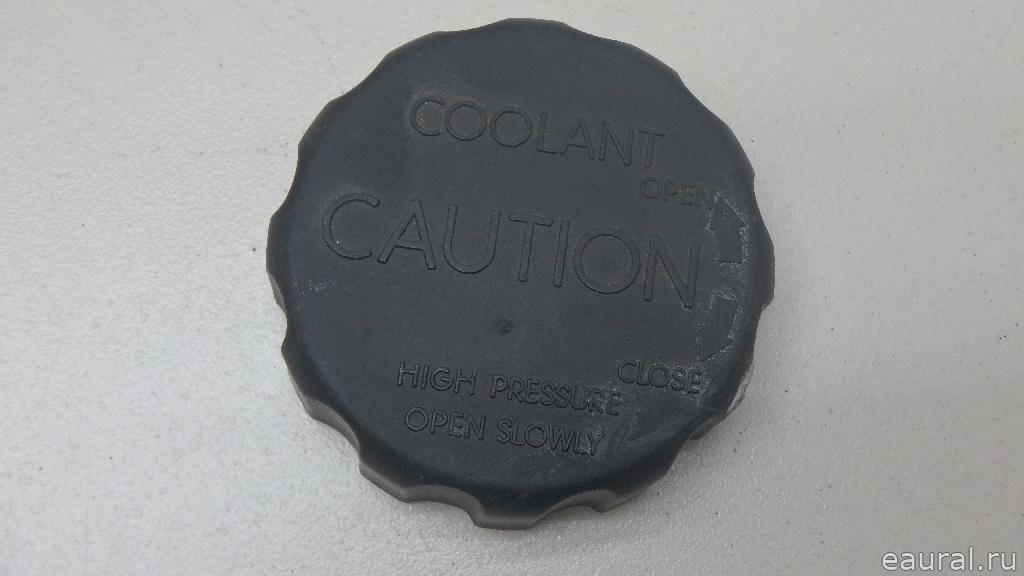 COOLANT
OPEN
CAUTION
CLOSE
HIGH PRESSURE
OPEN SLOWLY
eaural.ru